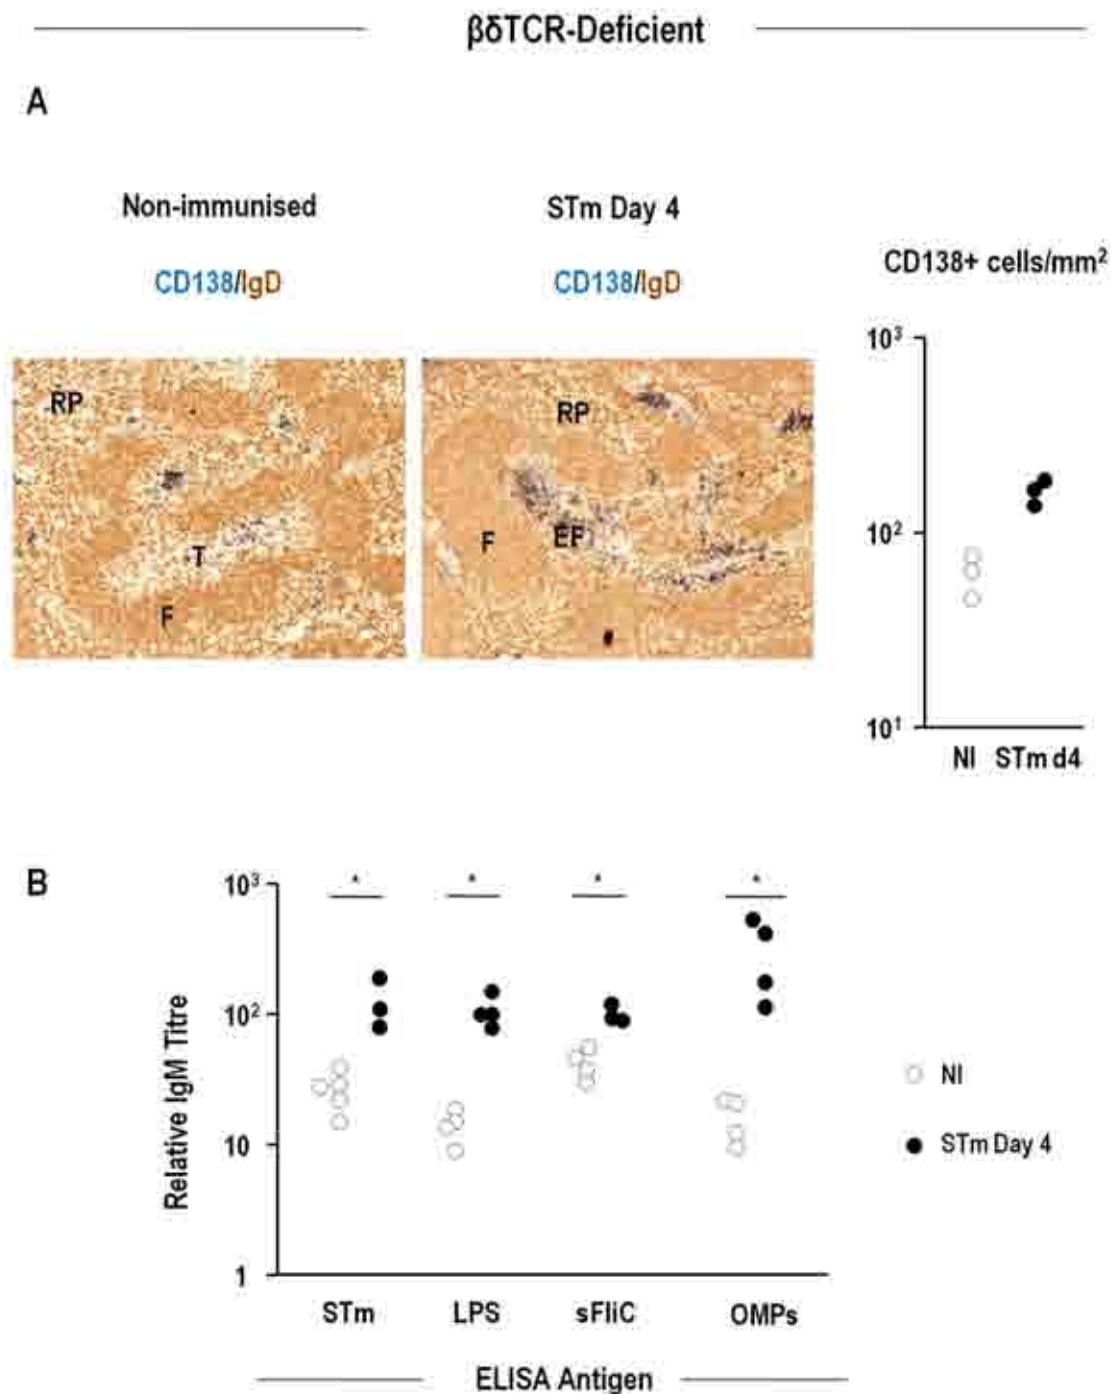 βδTCR-Deficient
A
Non-immunised
STm Day 4
CD138/IgD
CD138/IgD
CD138+ cells/mm²
RP
T
F
RP
F
EF
10³
10²
10¹
NI STm d4
B
Relative IgM Titre
10³
10²
10
1
* * * *
NI
STm Day 4
STm LPS sFliC OMPs
ELISA Antigen